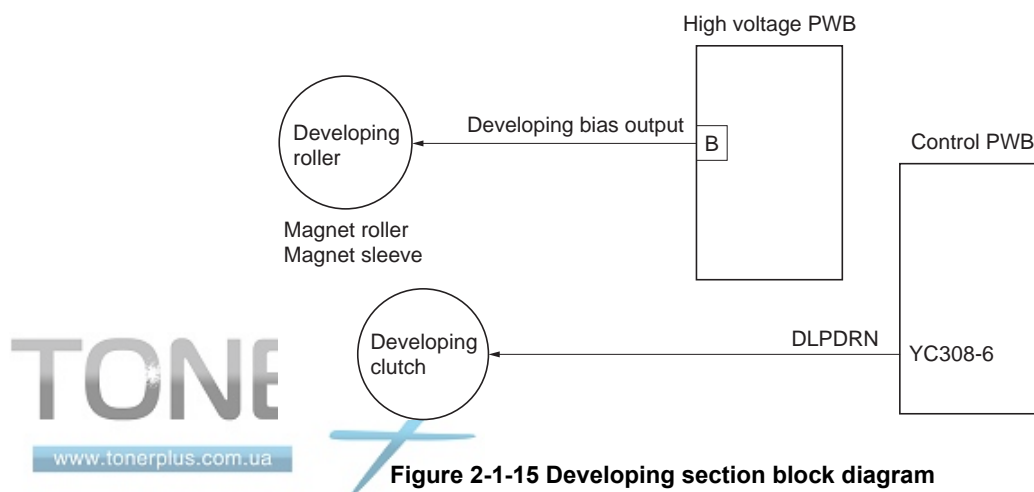 High voltage PWB
Developing
roller
Developing bias output
B
Control PWB
Magnet roller
Magnet sleeve
Developing
clutch
DLPDRN
YC308-6
TONE
www.tonerplus.com.ua
Figure 2-1-15 Developing section block diagram